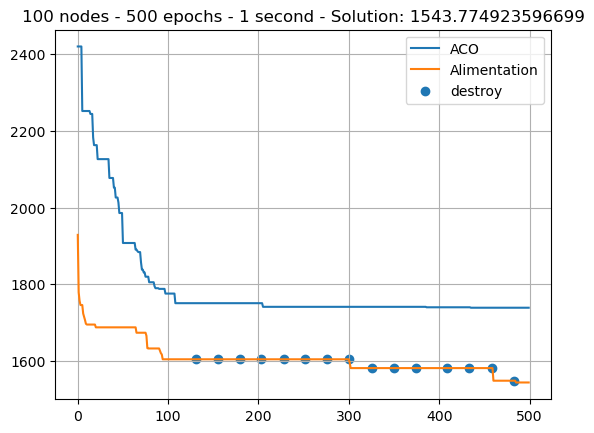 100 nodes - 500 epochs - 1 second - Solution: 1543.774923596699
ACO
Alimentation
destroy
2400
2200
2000
1800
1600
0 100 200 300 400 500